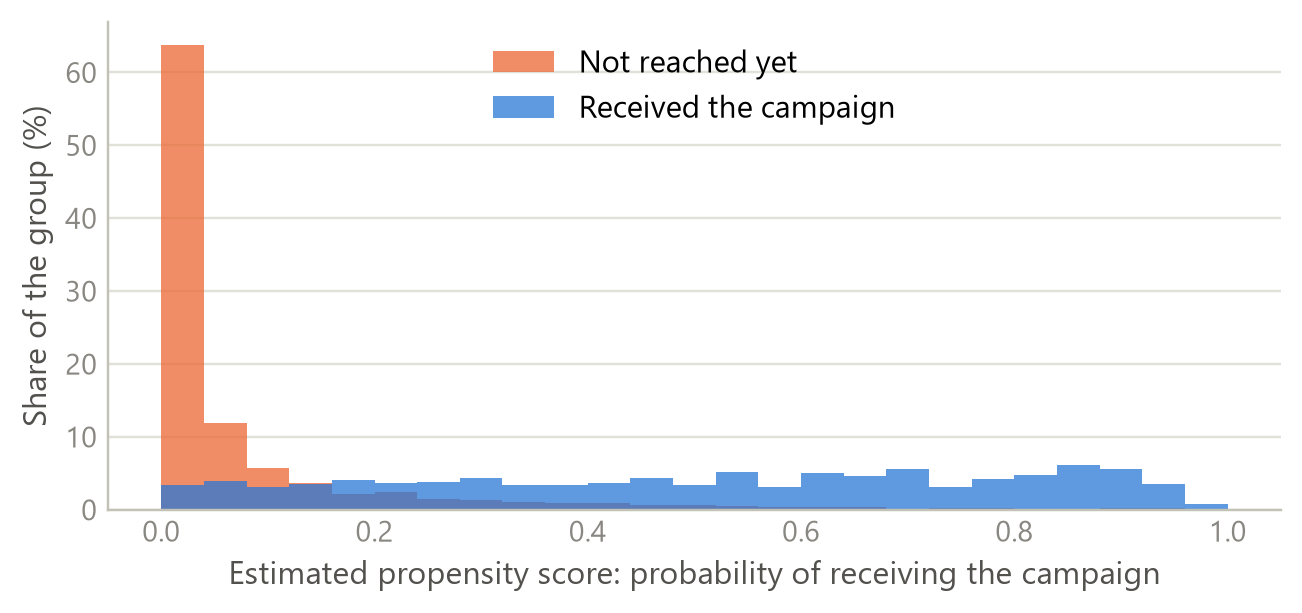 Not reached yet
Received the campaign
Share of the group (%)
60
50
40
30
20
10
0
0.0 0.2 0.4 0.6 0.8 1.0
Estimated propensity score: probability of receiving the campaign